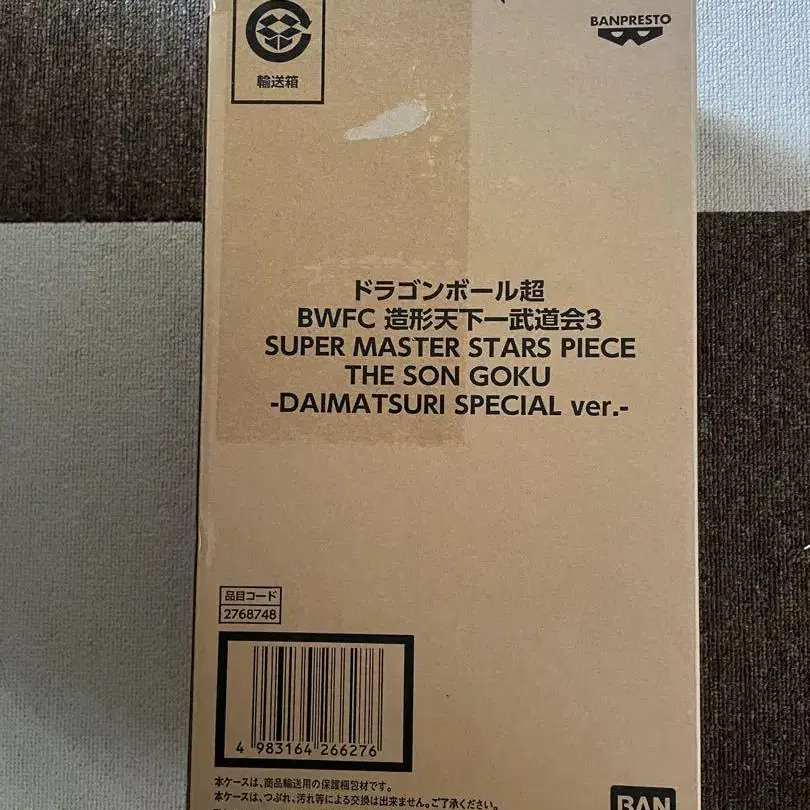 輸送箱
BANPRESTO
ドラゴンボール超
BWFC 造形天下一武道会3
SUPER MASTER STARS PIECE
THE SON GOKU
-DAIMATSURI SPECIAL ver.-
品目コード
2768748
4 983164 266276
本ケースは、商品輸送用の保護梱包材です。
本ケースは、つぶれ、汚れ等による交換は出来ません。ご了承ください。
BAN